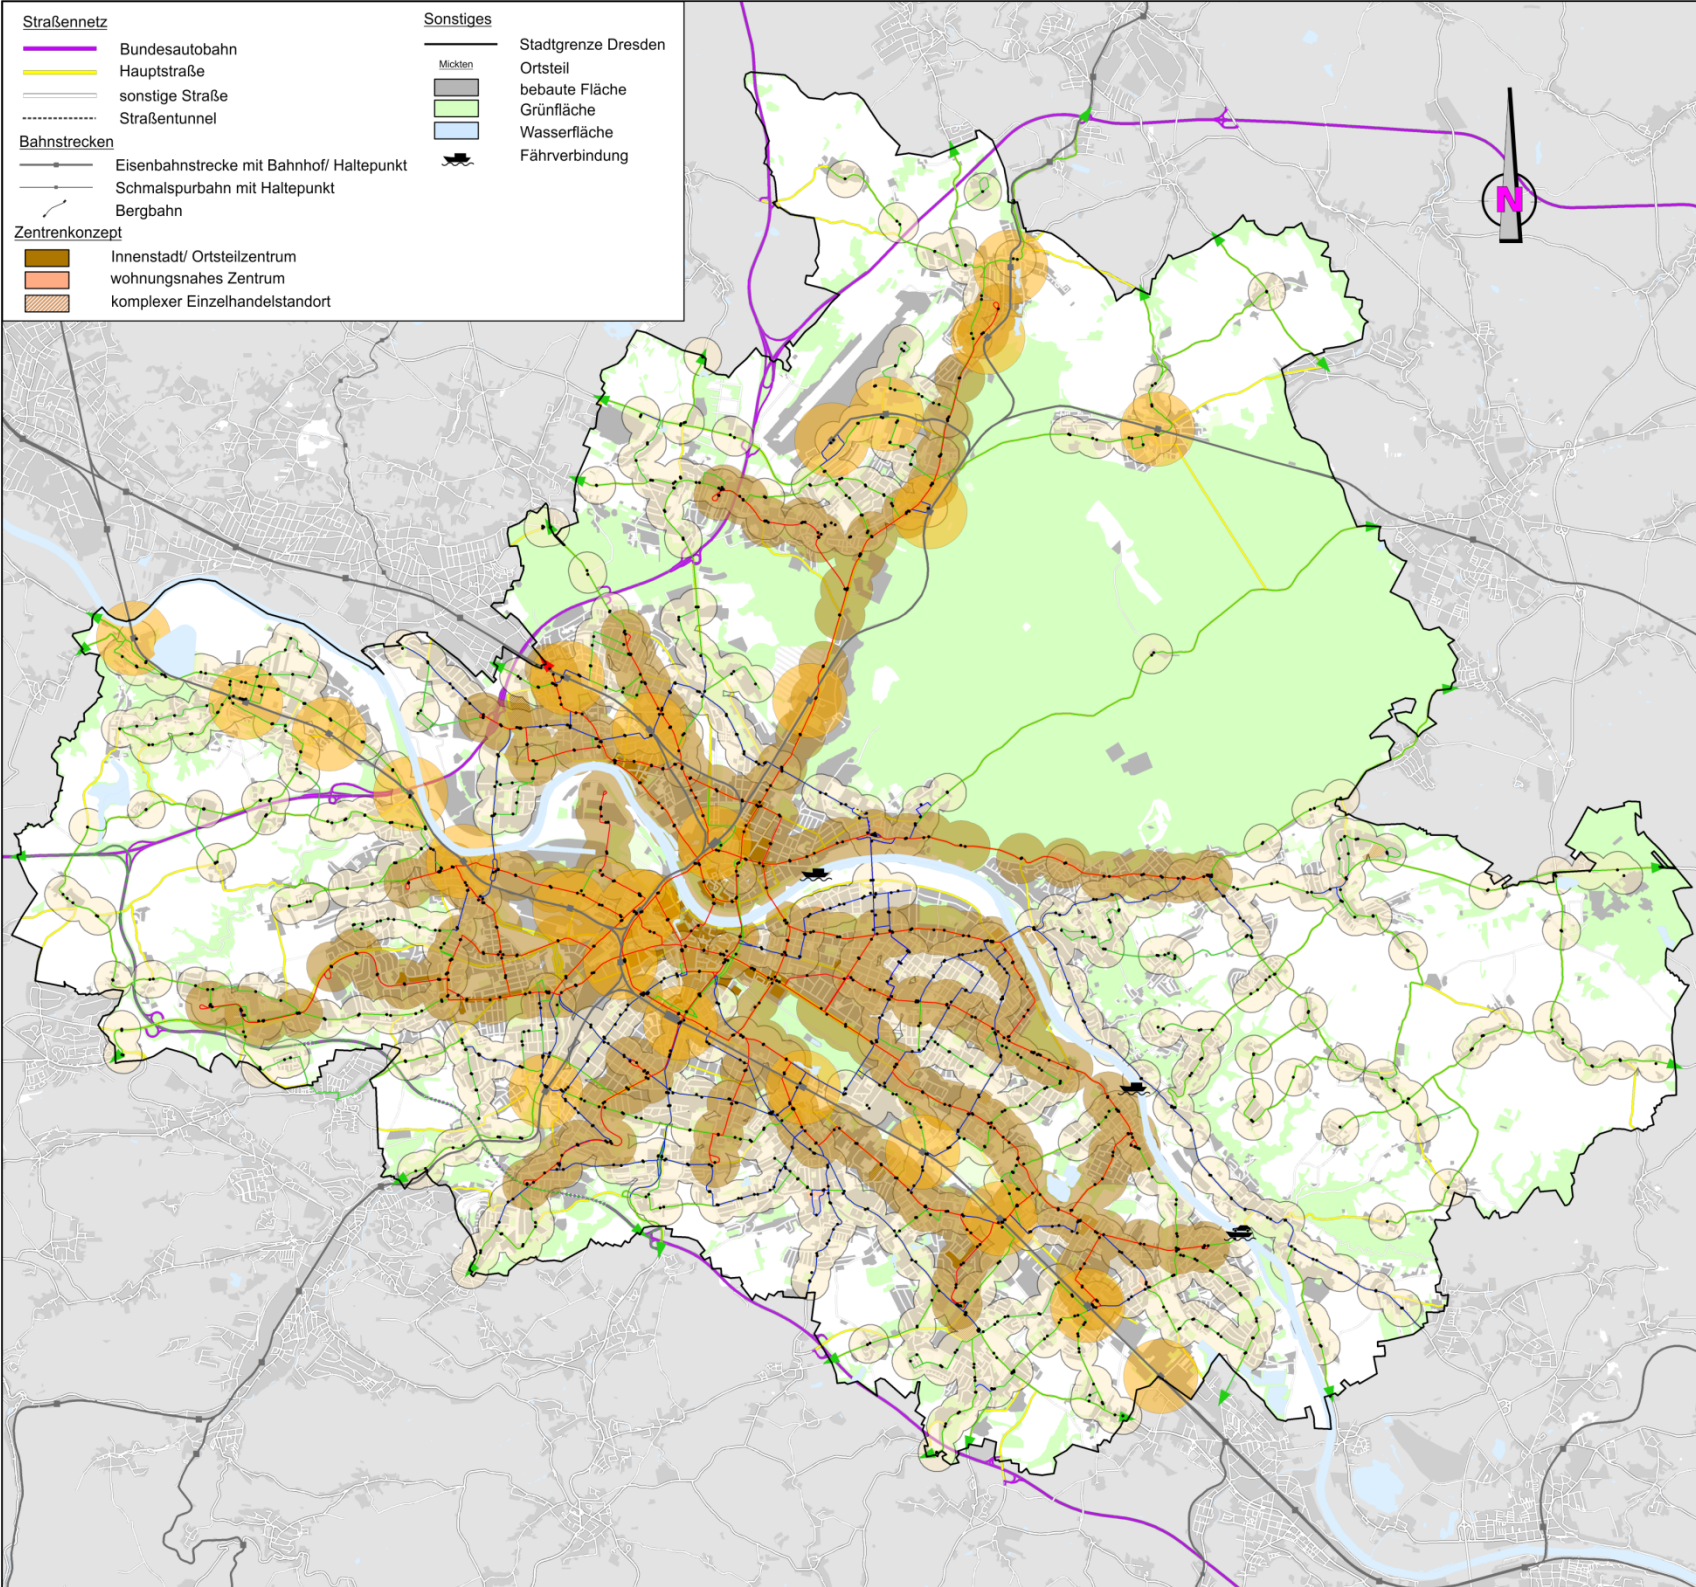 Straßennetz
Bundesautobahn
Hauptstraße
sonstige Straße
Straßentunnel
Bahnstrecken
Eisenbahnstrecke mit Bahnhof/ Haltepunkt
Schmalspurbahn mit Haltepunkt
Bergbahn
Zentrenkonzept
Innenstadt/ Ortsteilzentrum
wohnungsnahes Zentrum
komplexer Einzelhandelstandort
Sonstiges
Stadtgrenze Dresden
Mickten Ortsteil
bebaute Fläche
Grünfläche
Wasserfläche
Fährverbindung
N